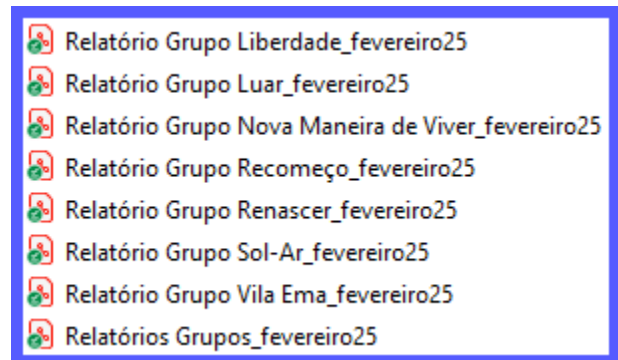 Relatório Grupo Liberdade_fevereiro25
Relatório Grupo Luar_fevereiro25
Relatório Grupo Nova Maneira de Viver_fevereiro25
Relatório Grupo Recomeço_fevereiro25
Relatório Grupo Renascer_fevereiro25
Relatório Grupo Sol-Ar_fevereiro25
Relatório Grupo Vila Ema_fevereiro25
Relatórios Grupos_fevereiro25